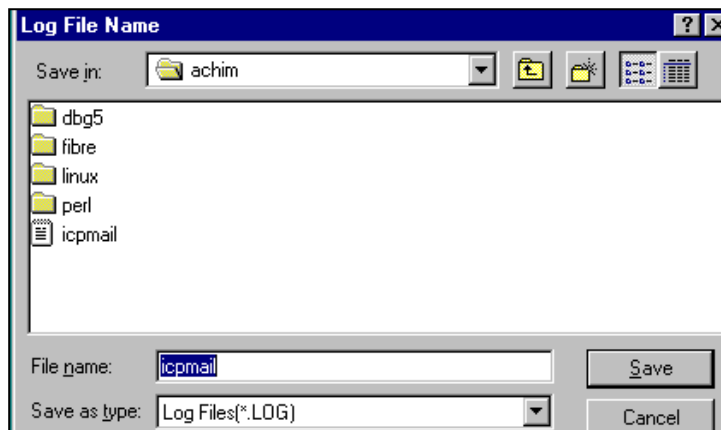 Log File Name
Save in: achim
dbg5
fibre
linux
perl
icpmail
File name: icpmail Save
Save as type: Log Files(*.LOG) Cancel